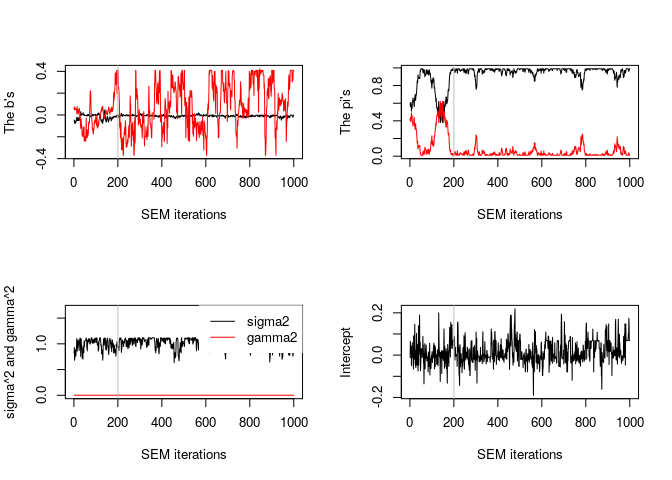 The b's
0.4
0.0
-0.4
0 200 400 600 800 1000
SEM iterations
The pi's
0.8
0.4
0.0
0 200 400 600 800 1000
SEM iterations
sigma^2 and gamma^2
1.0
0.0
sigma2
gamma2
0 200 400 600 800 1000
SEM iterations
Intercept
0.2
0.0
-0.2
0 200 400 600 800 1000
SEM iterations